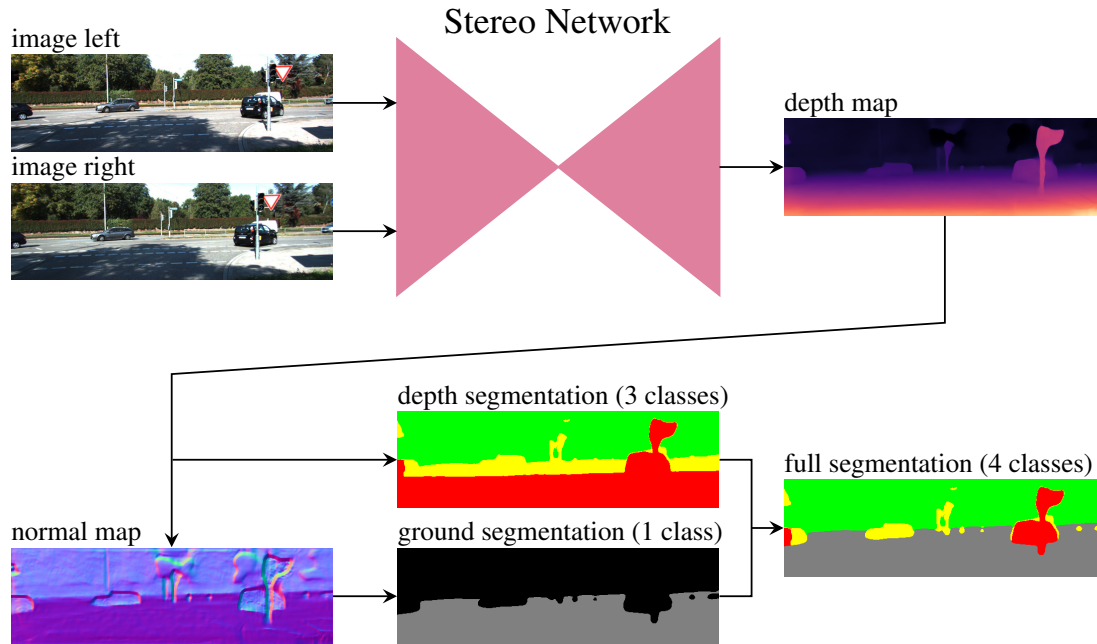 Stereo Network
image left
image right
depth map
depth segmentation (3 classes)
full segmentation (4 classes)
normal map
ground segmentation (1 class)